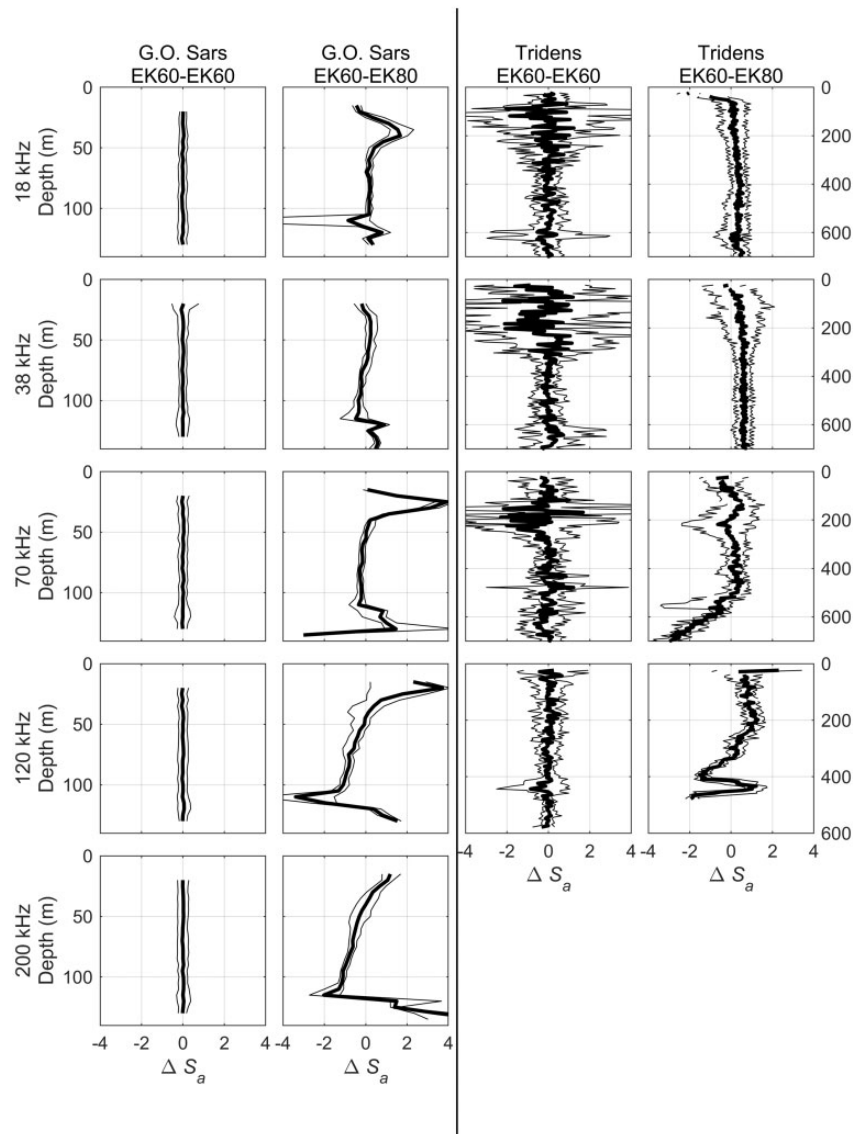 G.O. Sars
EK60-EK60
G.O. Sars
EK60-EK80
Tridens
EK60-EK60
Tridens
EK60-EK80
18 kHz
Depth (m)
0
50
100
0
200
400
600
38 kHz
Depth (m)
0
50
100
0
200
400
600
70 kHz
Depth (m)
0
50
100
0
200
400
600
120 kHz
Depth (m)
0
50
100
0
200
400
600
-4 -2 0 2 4
Δ Sa
-4 -2 0 2 4
Δ Sa
200 kHz
Depth (m)
0
50
100
-4 -2 0 2 4
Δ Sa
-4 -2 0 2 4
Δ Sa